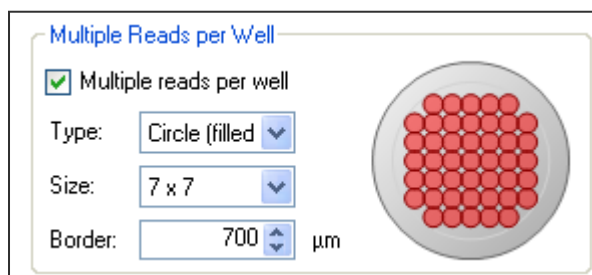 Multiple Reads per Well
Multiple reads per well
Type: Circle (filled
Size: 7 x 7
Border: 700 µm